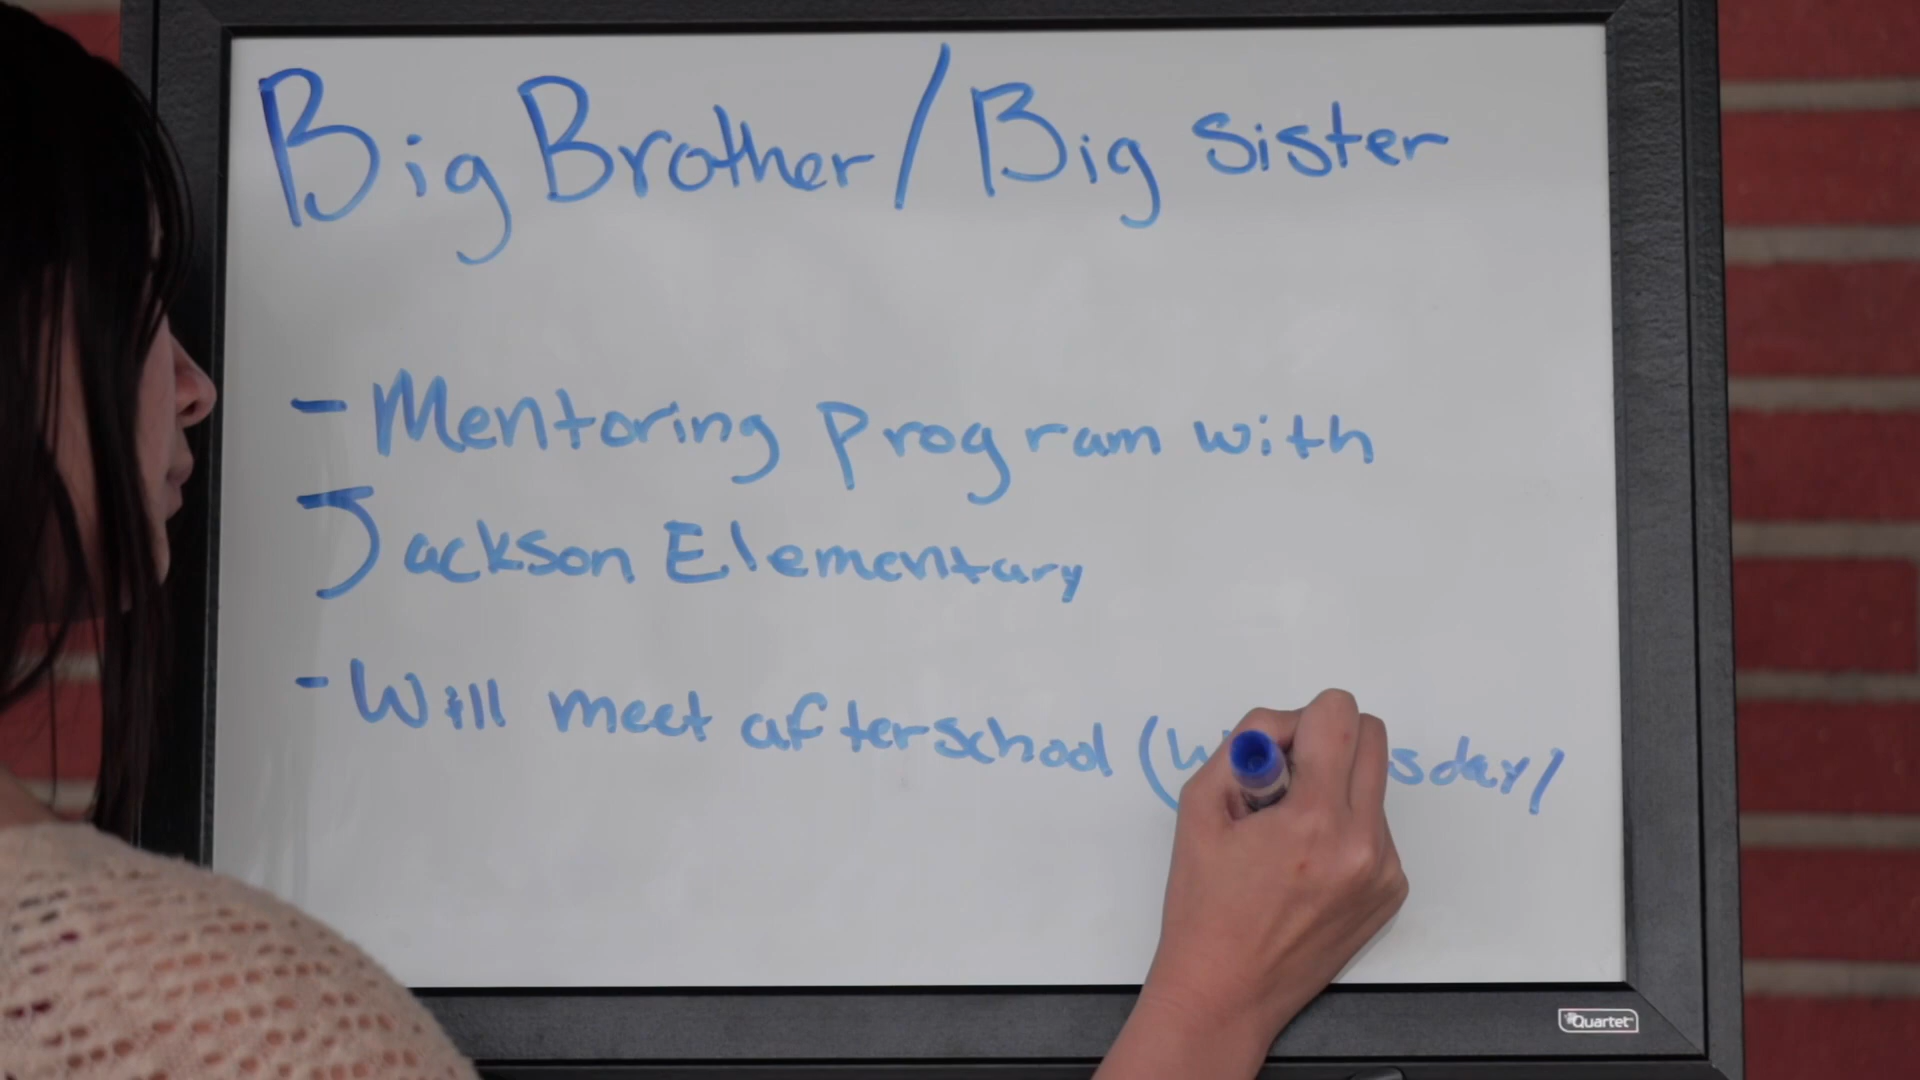 Big Brother/Big Sister
- Mentoring Program with
Jackson Elementary
- Will meet afterschool (
Quartet